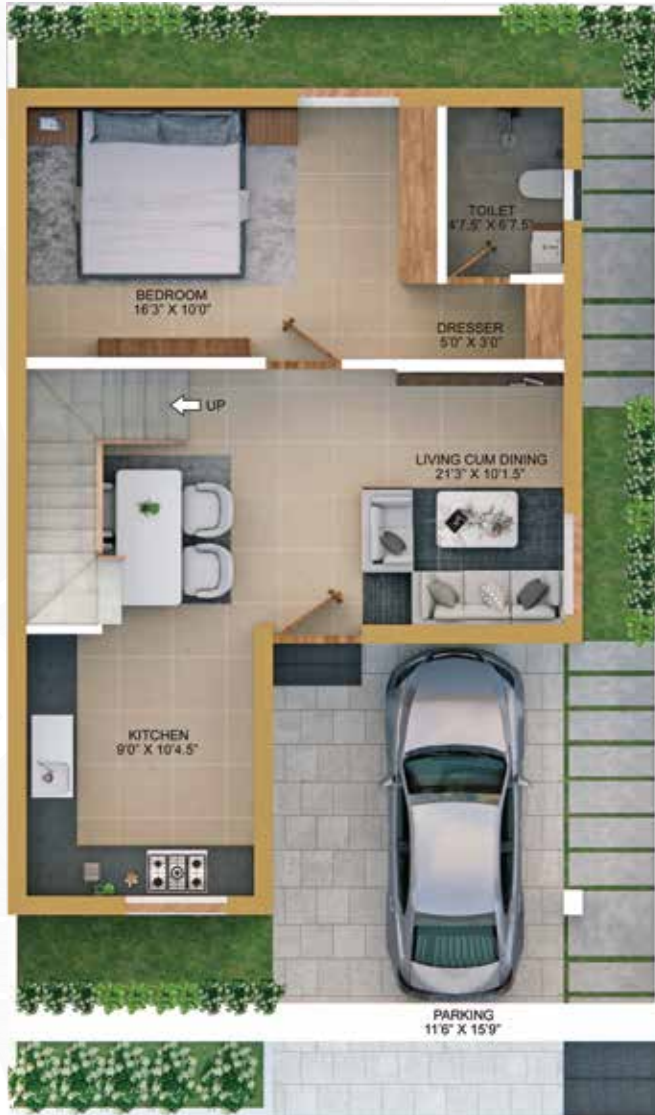 TOILET
4'7.5" X 6'7.5"
BEDROOM
16'3" X 10'0"
DRESSER
5'0" X 3'0"
UP
LIVING CUM DINING
21'3" X 10'1.5"
KITCHEN
9'0" X 10'4.5"
PARKING
11'6" X 15'9"